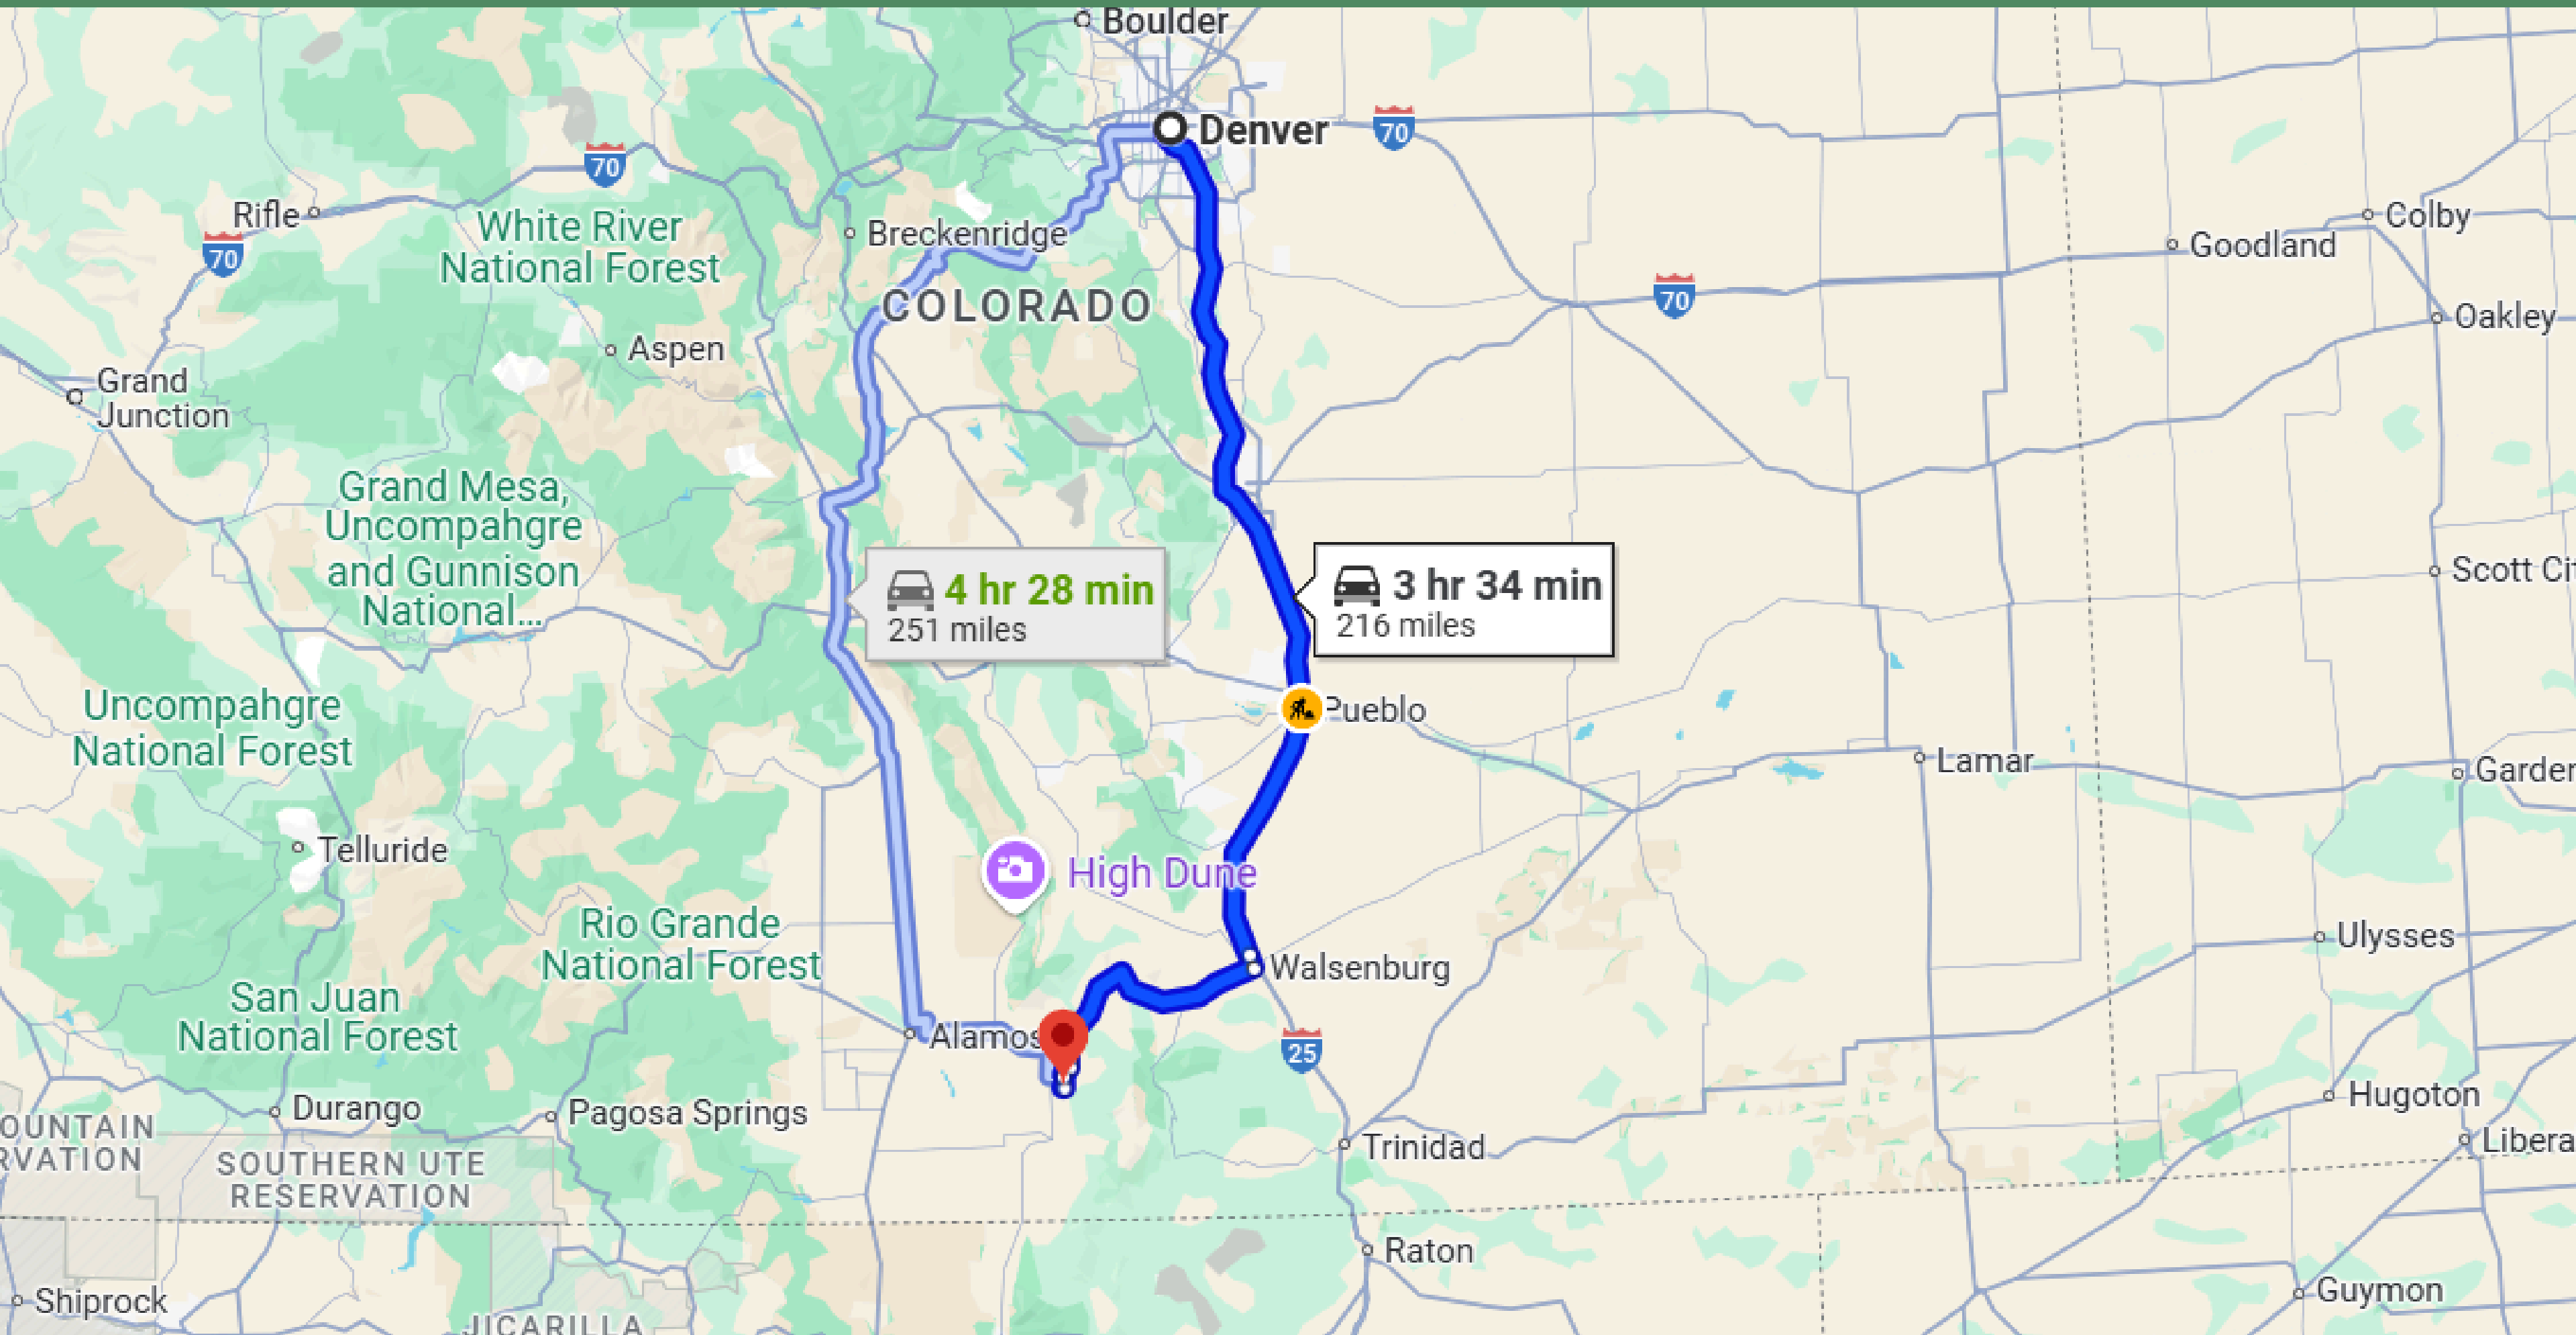 Boulder
Denver
70
70
Rifle
70
White River
National Forest
Breckenridge
Colby
Goodland
COLORADO
70
Oakley
Aspen
Grand
Junction
Grand Mesa,
Uncompahgre
and Gunnison
National...
4 hr 28 min
251 miles
3 hr 34 min
216 miles
Scott Cit
Uncompahgre
National Forest
Pueblo
Lamar
Garden
Telluride
High Dune
Rio Grande
National Forest
Ulysses
Walsenburg
San Juan
National Forest
Alamos
25
Durango
Pagosa Springs
Hugoton
OUNTAIN
RVATION
Trinidad
Libera
SOUTHERN UTE
RESERVATION
Raton
Guymon
Shiprock
JICARILLA